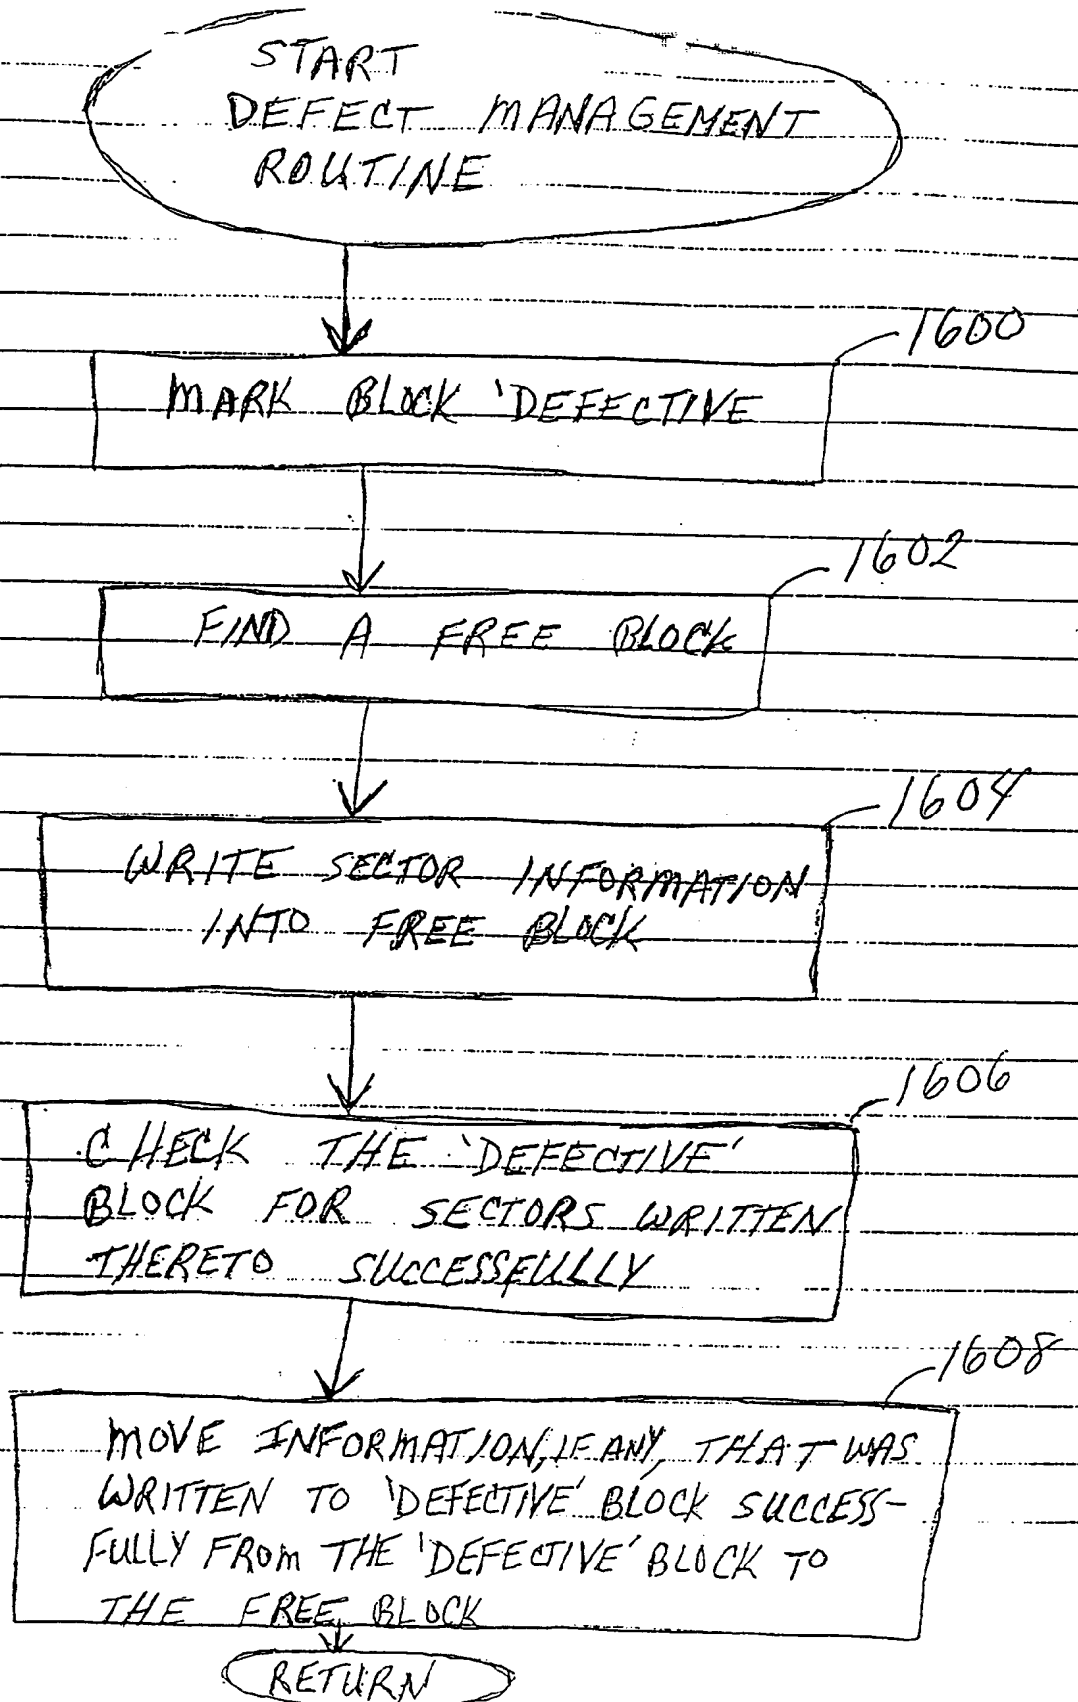 START
DEFECT MANAGEMENT
ROUTINE
1600
MARK BLOCK 'DEFECTIVE
1602
FIND A FREE BLOCK
1604
WRITE SECTOR INFORMATION
INTO FREE BLOCK
1606
CHECK THE 'DEFECTIVE'
BLOCK FOR SECTORS WRITTEN
THERETO SUCCESSFULLY
1608
MOVE INFORMATION, IF ANY, THAT WAS
WRITTEN TO 'DEFECTIVE' BLOCK SUCCESS-
FULLY FROM THE 'DEFECTIVE' BLOCK TO
THE FREE BLOCK
RETURN